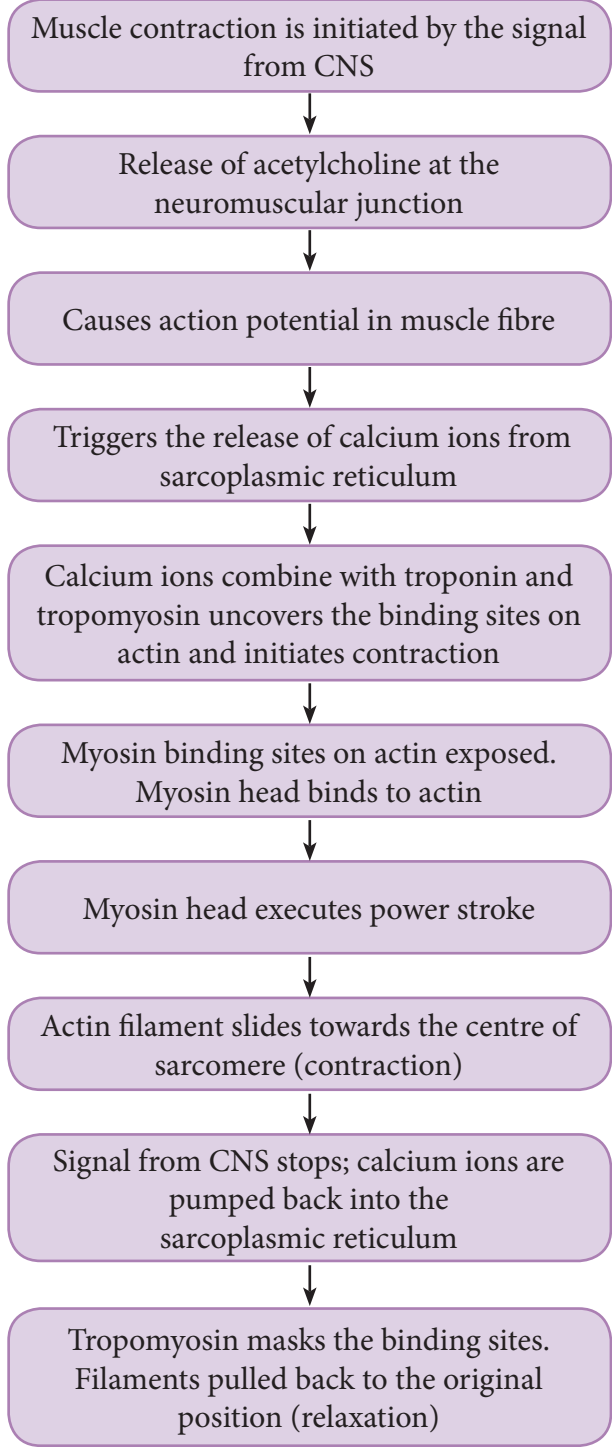 Muscle contraction is initiated by the signal
from CNS
Release of acetylcholine at the
neuromuscular junction
Causes action potential in muscle fibre
Triggers the release of calcium ions from
sarcoplasmic reticulum
Calcium ions combine with troponin and
tropomyosin uncovers the binding sites on
actin and initiates contraction
Myosin binding sites on actin exposed.
Myosin head binds to actin
Myosin head executes power stroke
Actin filament slides towards the centre of
sarcomere (contraction)
Signal from CNS stops; calcium ions are
pumped back into the
sarcoplasmic reticulum
Tropomyosin masks the binding sites.
Filaments pulled back to the original
position (relaxation)